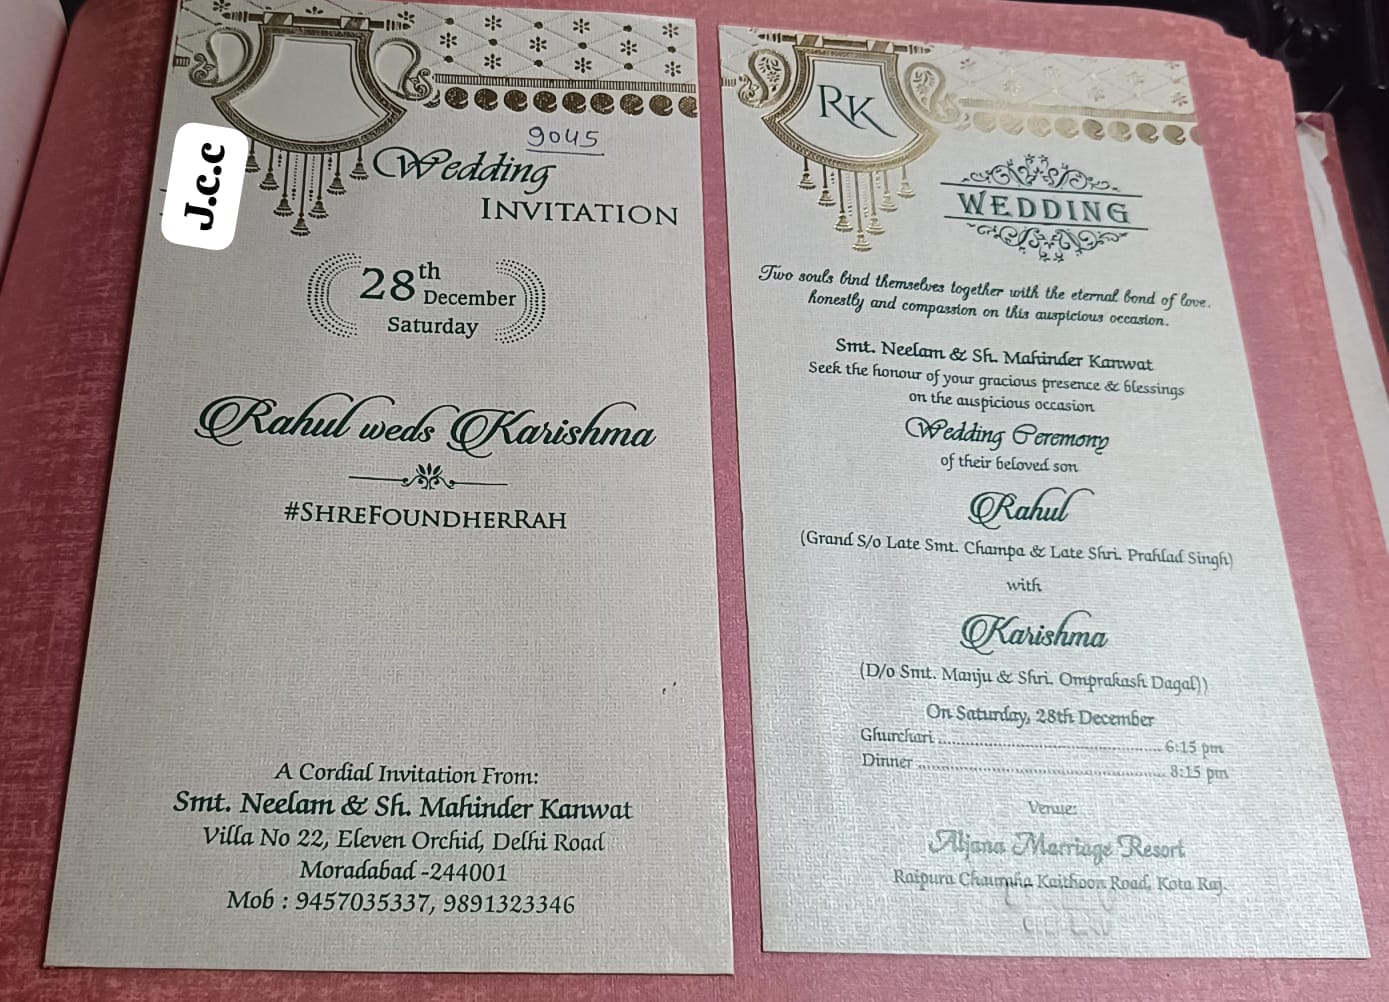 J.c.c
9045
Wedding
INVITATION
28th
December
Saturday
Rahul weds Karishma
#SHREFOUNDHERRAH
A Cordial Invitation From:
Smt. Neelam & Sh. Mahinder Kanwat
Villa No 22, Eleven Orchid, Delhi Road
Moradabad -244001
Mob : 9457035337, 9891323346
RK
WEDDING
Two souls bind themselves together with the eternal bond of love.
honestly and compassion on this auspicious occasion.
Smt. Neelam & Sh. Mahinder Kanwat
Seek the honour of your gracious presence & blessings
on the auspicious occasion
Wedding Ceremony
of their beloved son
Rahul
(Grand S/o Late Smt. Champa & Late Shri. Prahlad Singh)
with
Karishma
(D/o Smt. Manju & Shri. Omprakash Dagal))
On Saturday, 28th December
Ghurchari ............................................. 6:15 pm
Dinner .................................................. 8:15 pm
Venue:
Aljana Marriage Resort
Raipura Kaithoon Road, Kota Raj.